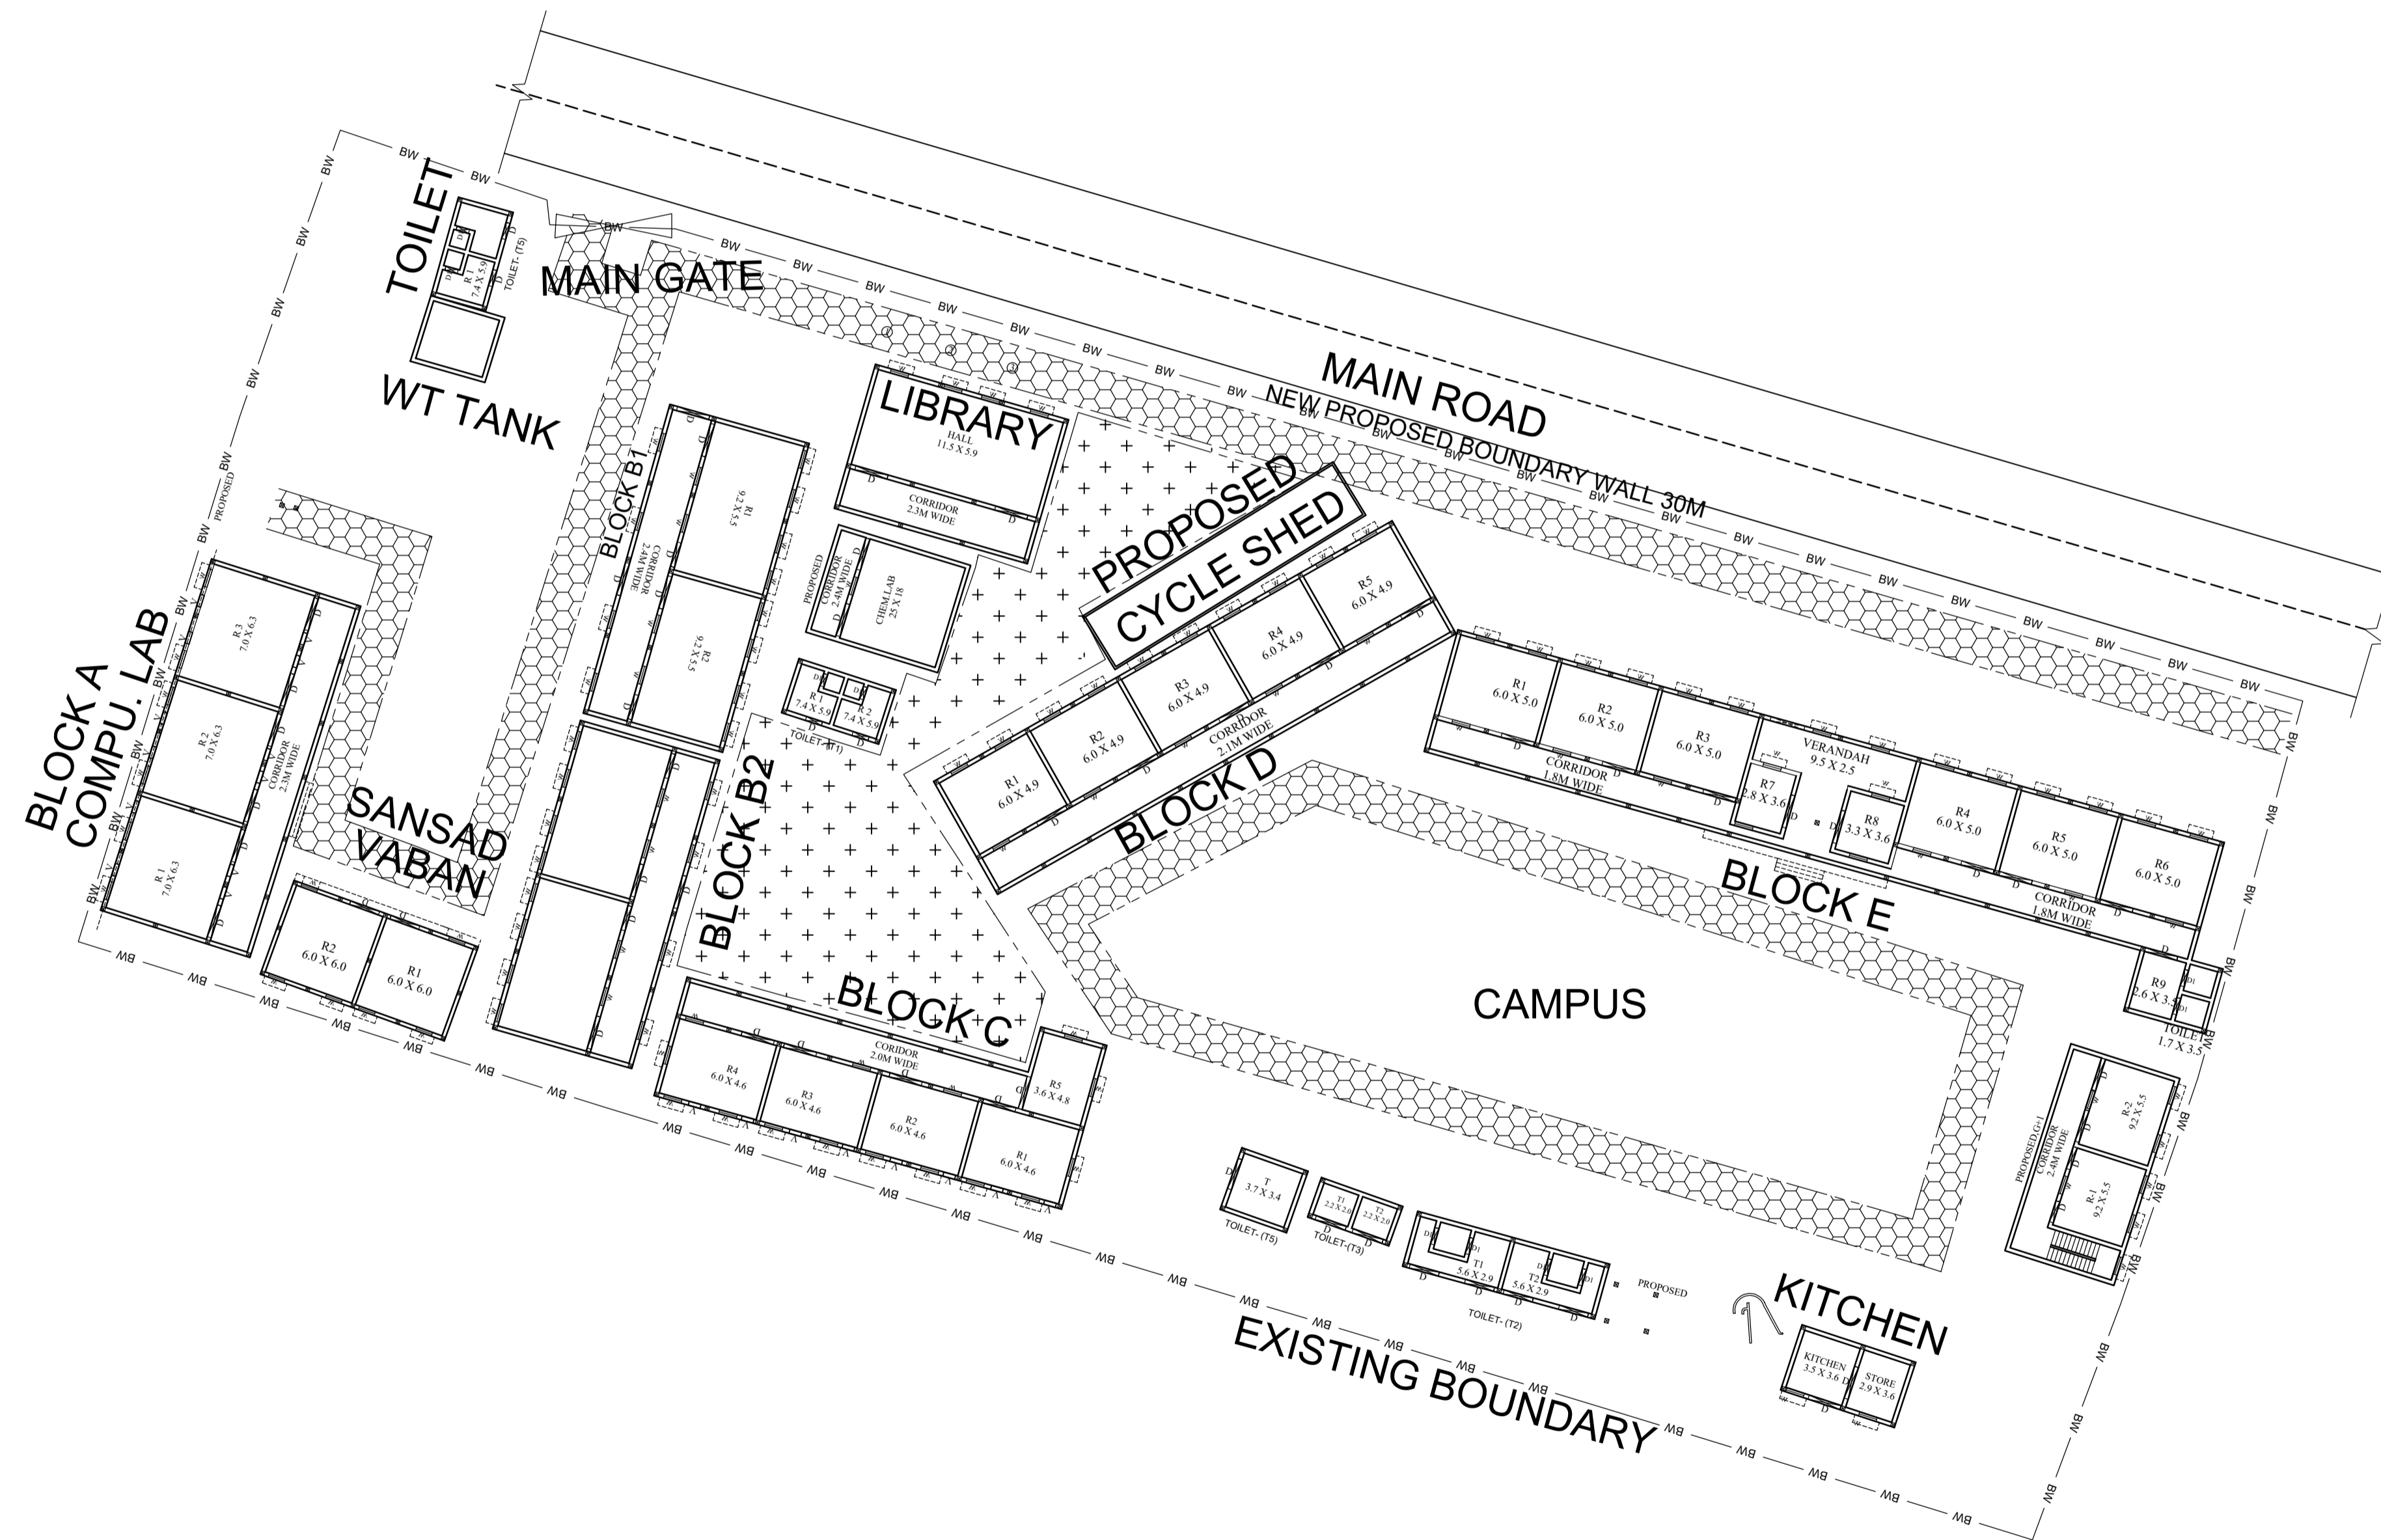 MAIN ROAD
NEW PROPOSED BOUNDARY WALL 30M
TOILET
R 1
7.4 X 5.9
TOILET- (T5)
WT TANK
MAIN GATE
1
2
3
LIBRARY
HALL
11.5 X 5.9
CORRIDOR
2.3M WIDE
PROPOSED
CORRIDOR
2.4M WIDE
CHEM.LAB
25 X 18
R 1
7.4 X 5.9
R 2
7.4 X 5.9
TOILET-(T1)
BLOCK B1
CORRIDOR
2.4M WIDE
R1
9.2 X 5.5
R2
9.2 X 5.5
BLOCK B2
PROPOSED
BLOCK A
COMPU. LAB
R 3
7.0 X 6.3
R 2
7.0 X 6.3
R 1
7.0 X 6.3
CORRIDOR
2.3M WIDE
SANSAD
VABAN
R2
6.0 X 6.0
R1
6.0 X 6.0
PROPOSED
CYCLE SHED
BLOCK D
R1
6.0 X 4.9
R2
6.0 X 4.9
R3
6.0 X 4.9
R4
6.0 X 4.9
R5
6.0 X 4.9
CORRIDOR
2.1M WIDE
BLOCK C
CORIDOR
2.0M WIDE
R4
6.0 X 4.6
R3
6.0 X 4.6
R2
6.0 X 4.6
R1
6.0 X 4.6
R5
3.6 X 4.8
BLOCK E
R1
6.0 X 5.0
R2
6.0 X 5.0
R3
6.0 X 5.0
VERANDAH
9.5 X 2.5
R7
2.8 X 3.6
R8
3.3 X 3.6
R4
6.0 X 5.0
R5
6.0 X 5.0
R6
6.0 X 5.0
CORRIDOR
1.8M WIDE
CORRIDOR
1.8M WIDE
R9
2.6 X 3.5
TOILET
1.7 X 3.5
CAMPUS
PROPOSED,G+1
CORRIDOR
2.4M WIDE
R-2
9.2 X 5.5
R-1
9.2 X 5.5
T
3.7 X 3.4
TOILET- (T5)
T1
2.2 X 2.0
T2
2.2 X 2.0
TOILET-(T3)
T1
5.6 X 2.9
T2
5.6 X 2.9
TOILET- (T2)
PROPOSED
KITCHEN
KITCHEN
3.5 X 3.6
STORE
2.9 X 3.6
EXISTING BOUNDARY